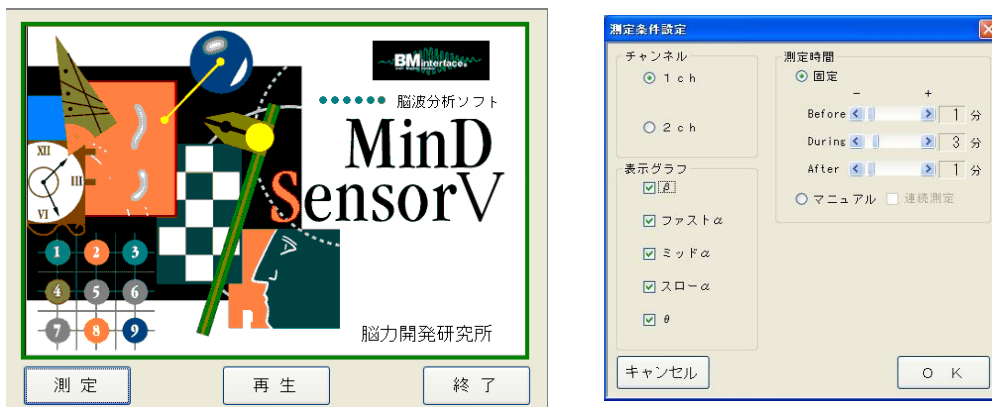 BMinterface
●●●●●● 脳波分析ソフト
MinD
SensorV
XII
III
VI
1 2 3
4 5 6
7 8 9
脳力開発研究所
測 定
再 生
終 了
測定条件設定
チャンネル
1ch
2ch
表示グラフ
β
ファストα
ミッドα
スローα
θ
測定時間
固定
- +
Before 1 分
During 3 分
After 1 分
マニュアル 連続測定
キャンセル
OK